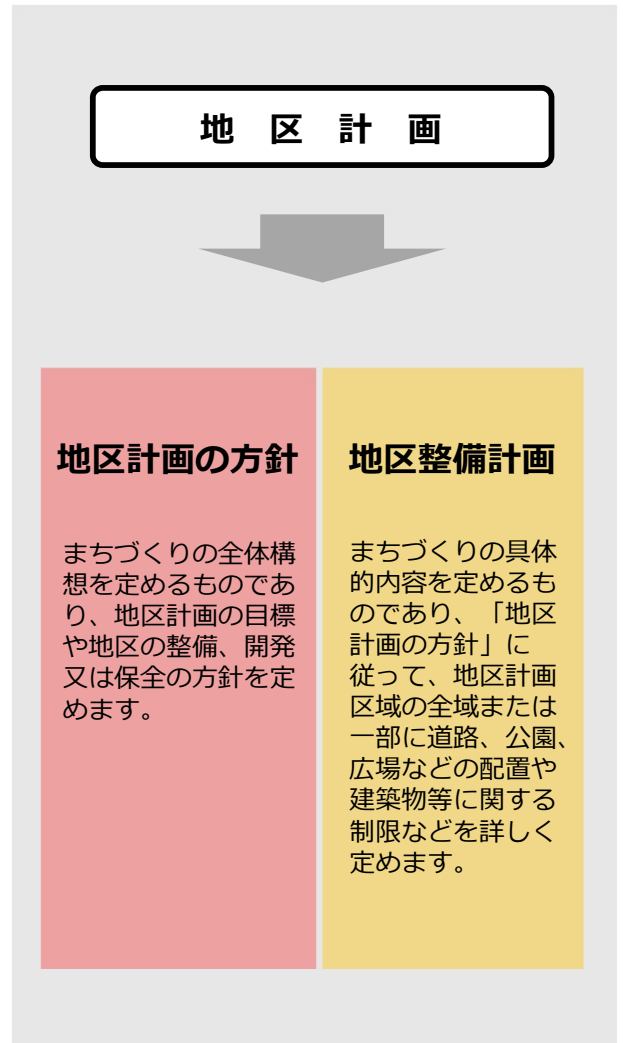 地区計画
地区計画の方針
まちづくりの全体構
想を定めるものであ
り、地区計画の目標
や地区の整備、開発
又は保全の方針を定
めます。
地区整備計画
まちづくりの具体
的内容を定めるも
のであり、「地区
計画の方針」に
従って、地区計画
区域の全域または
一部に道路、公園、
広場などの配置や
建築物等に関する
制限などを詳しく
定めます。